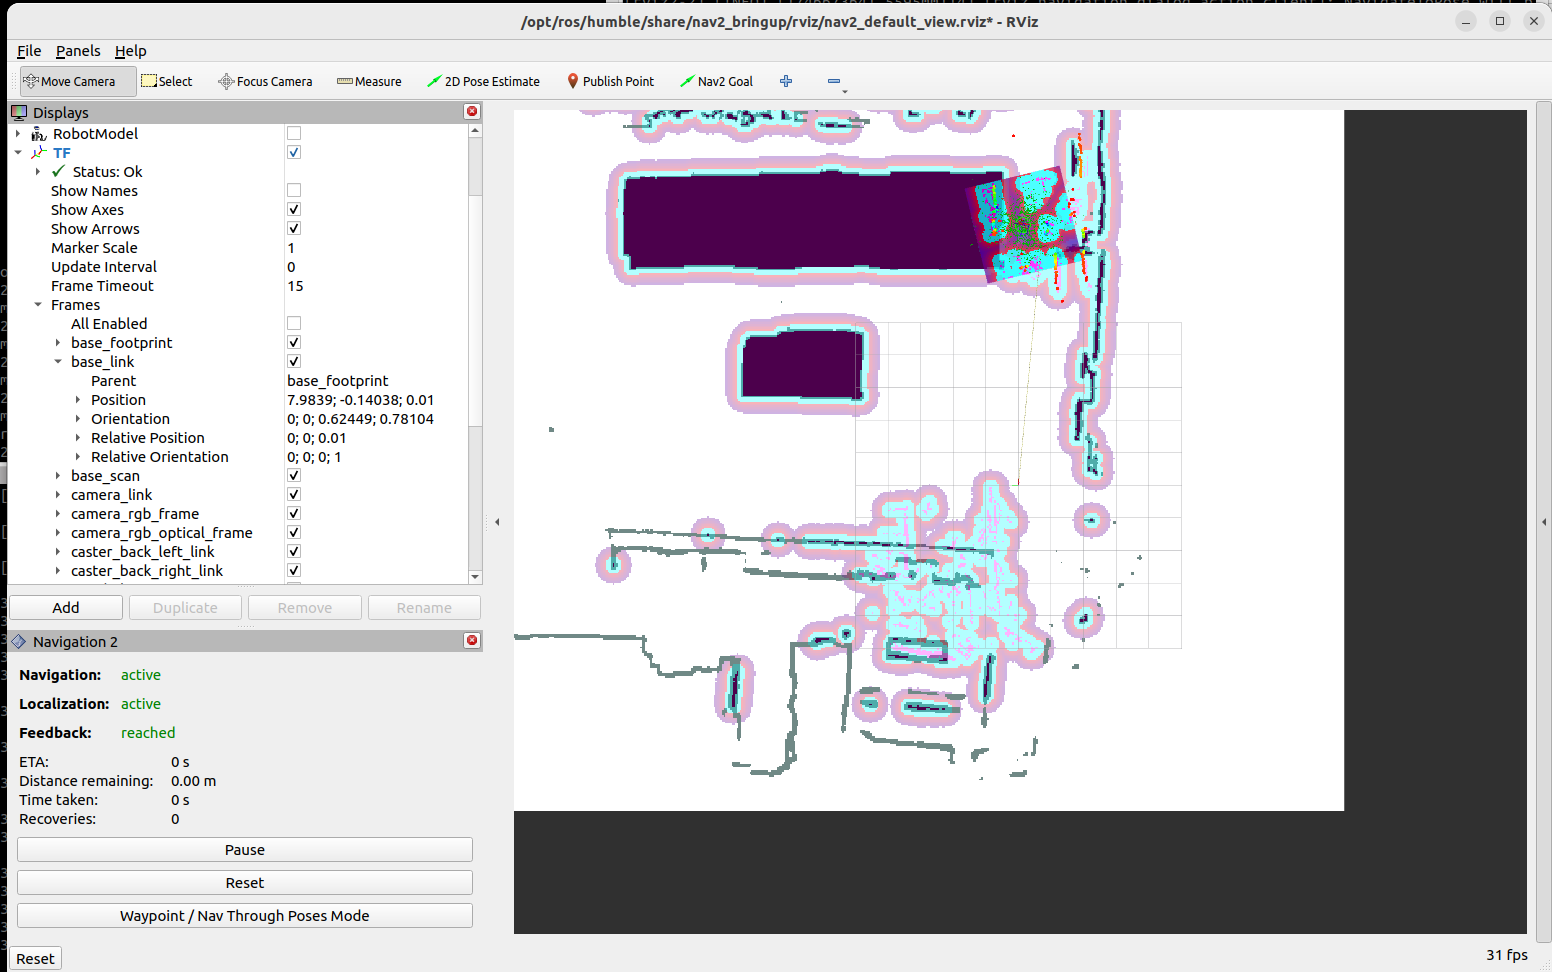 /opt/ros/humble/share/nav2_bringup/rviz/nav2_default_view.rviz* - RViz
File Panels Help
Move Camera Select Focus Camera Measure 2D Pose Estimate Publish Point Nav2 Goal
Displays
RobotModel
TF
Status: Ok
Show Names
Show Axes
Show Arrows
Marker Scale 1
Update Interval 0
Frame Timeout 15
Frames
All Enabled
base_footprint
base_link
Parent base_footprint
Position 7.9839; -0.14038; 0.01
Orientation 0; 0; 0.62449; 0.78104
Relative Position 0; 0; 0.01
Relative Orientation 0; 0; 0; 1
base_scan
camera_link
camera_rgb_frame
camera_rgb_optical_frame
caster_back_left_link
caster_back_right_link
Add Duplicate Remove Rename
Navigation 2
Navigation: active
Localization: active
Feedback: reached
ETA: 0 s
Distance remaining: 0.00 m
Time taken: 0 s
Recoveries: 0
Pause
Reset
Waypoint / Nav Through Poses Mode
Reset 31 fps